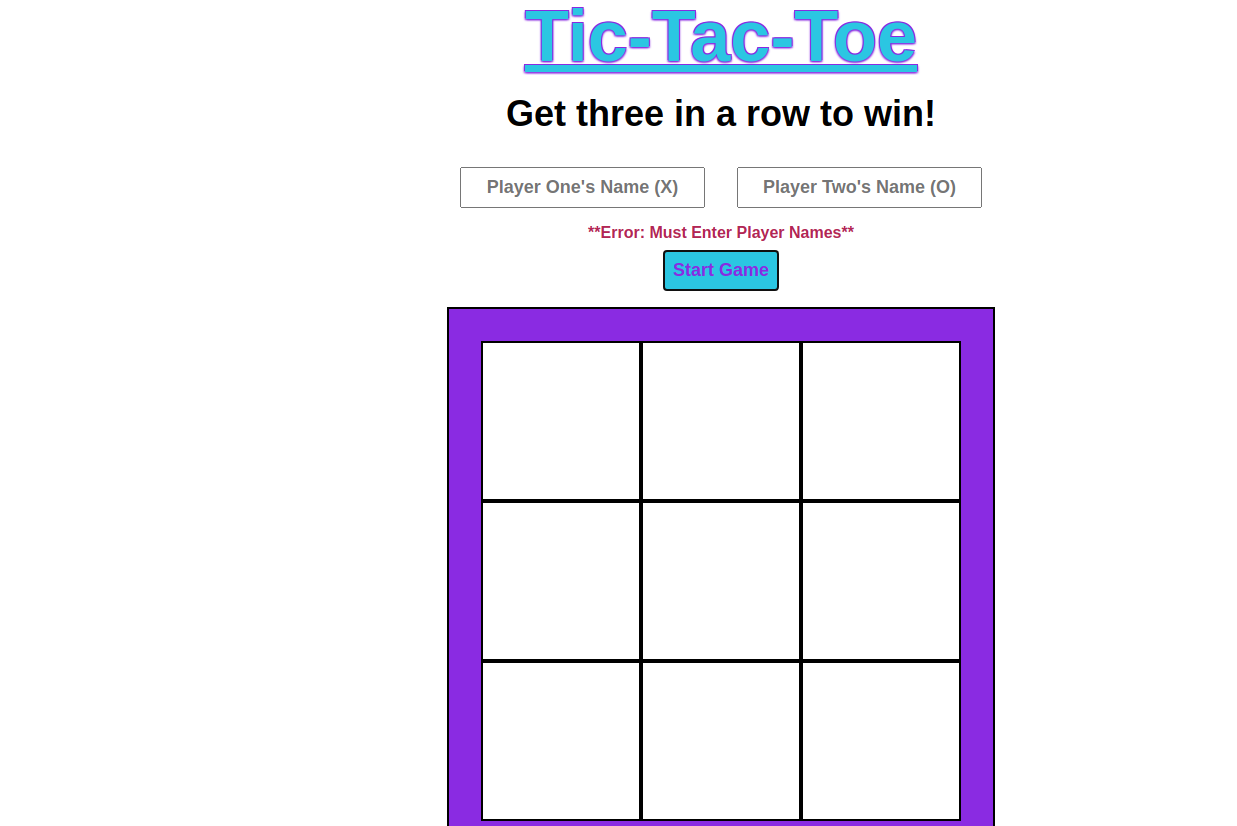 Tic-Tac-Toe
Get three in a row to win!
Player One's Name (X) Player Two's Name (O)
**Error: Must Enter Player Names**
Start Game